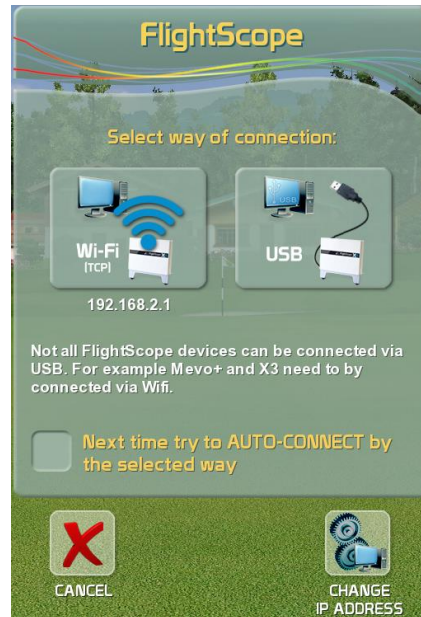 FlightScope
Select way of connection:
Wi-Fi
(TCP)
USB
USB
192.168.2.1
Not all FlightScope devices can be connected via
USB. For example Mevo+ and X3 need to by
connected via Wifi.
Next time try to AUTO-CONNECT by
the selected way
CANCEL
CHANGE
IP ADDRESS